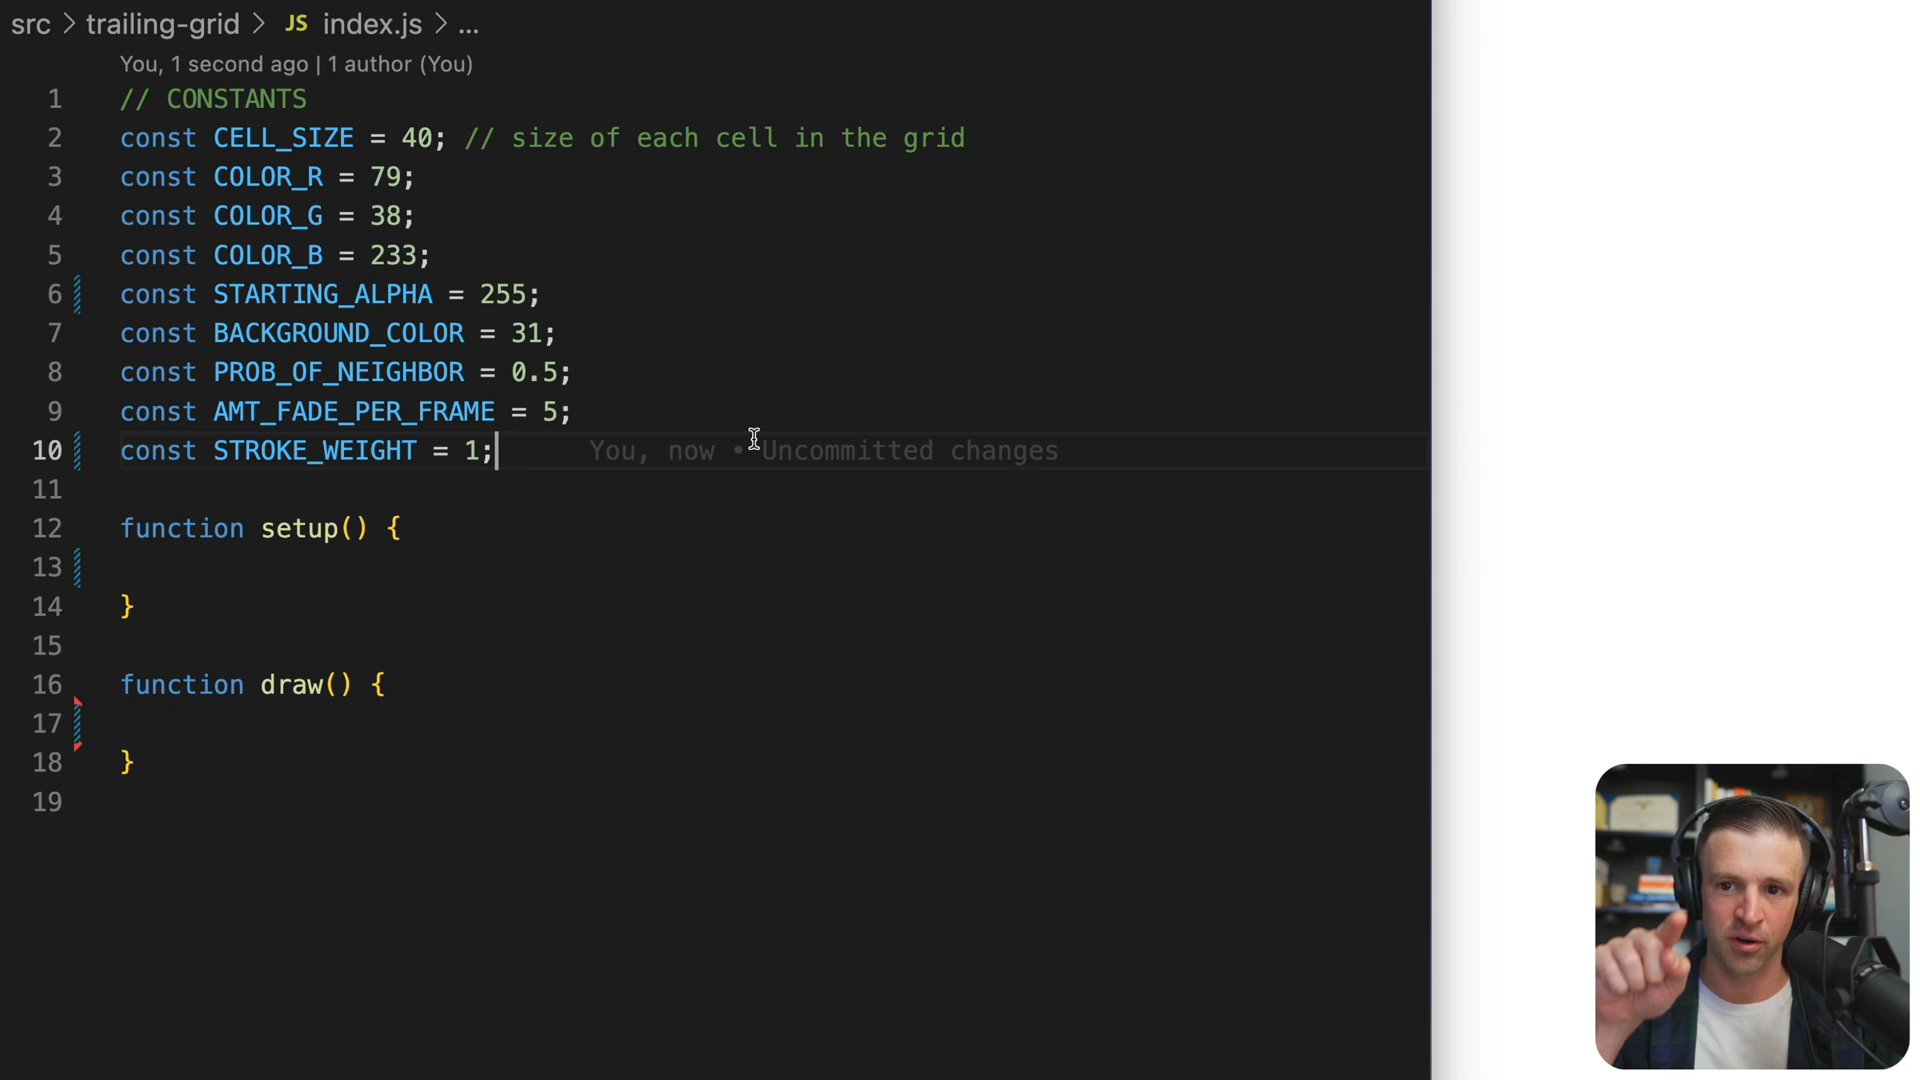 src > trailing-grid > JS index.js > ...
You, 1 second ago | 1 author (You)
1 // CONSTANTS
2 const CELL_SIZE = 40; // size of each cell in the grid
3 const COLOR_R = 79;
4 const COLOR_G = 38;
5 const COLOR_B = 233;
6 const STARTING_ALPHA = 255;
7 const BACKGROUND_COLOR = 31;
8 const PROB_OF_NEIGHBOR = 0.5;
9 const AMT_FADE_PER_FRAME = 5;
10 const STROKE_WEIGHT = 1; You, now • Uncommitted changes
11
12 function setup() {
13
14 }
15
16 function draw() {
17
18 }
19